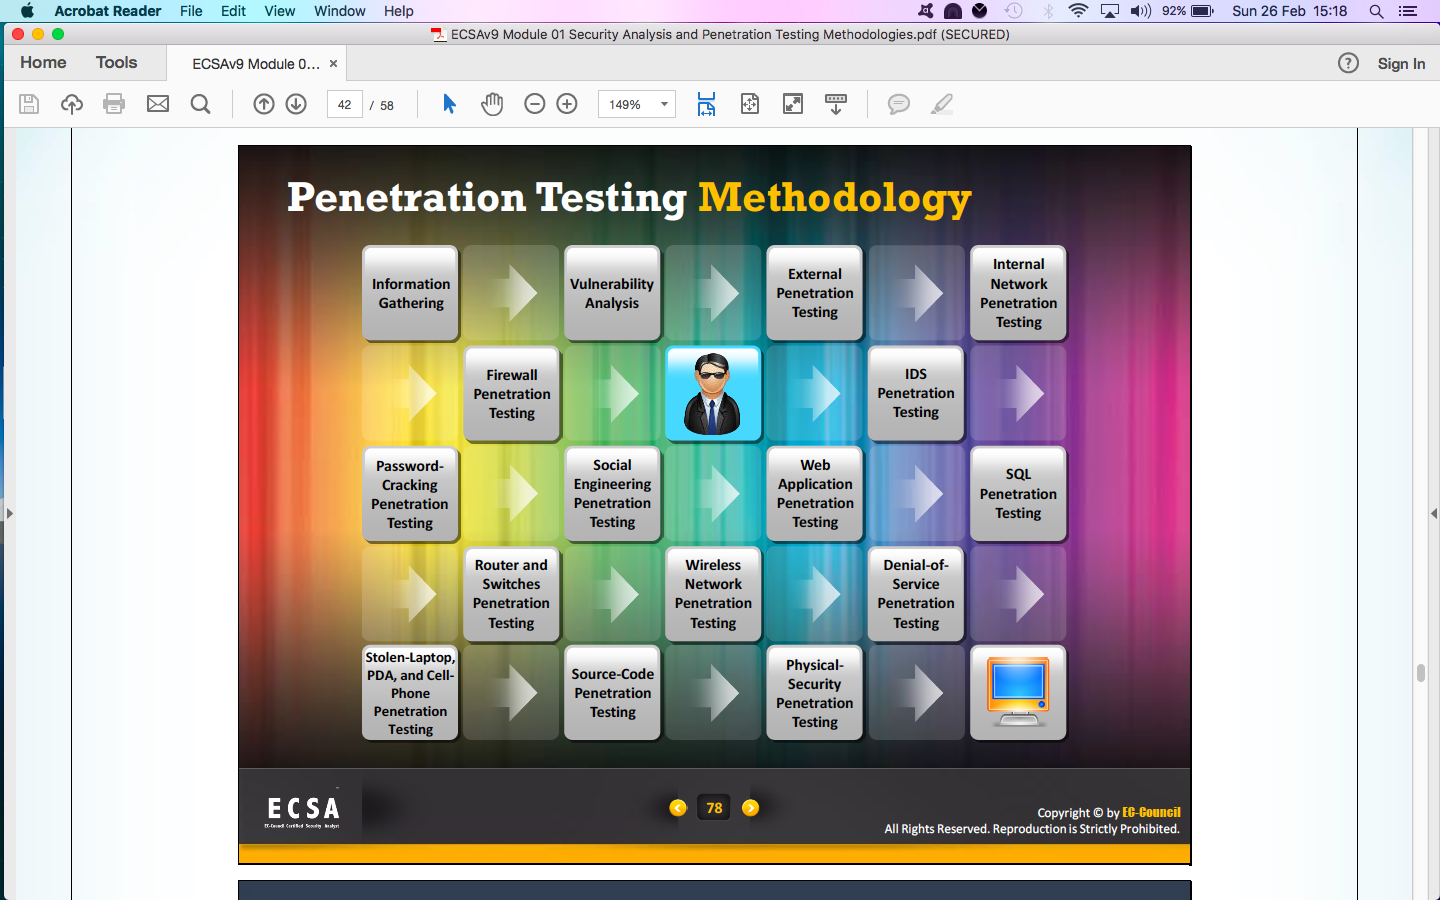 Acrobat Reader File Edit View Window Help 92% Sun 26 Feb 15:18
ECSAv9 Module 01 Security Analysis and Penetration Testing Methodologies.pdf (SECURED)
Home Tools ECSAv9 Module 0... × ? Sign In
42 / 58 149%
Penetration Testing Methodology
Information
Gathering
Vulnerability
Analysis
External
Penetration
Testing
Internal
Network
Penetration
Testing
Firewall
Penetration
Testing
IDS
Penetration
Testing
Password-
Cracking
Penetration
Testing
Social
Engineering
Penetration
Testing
Web
Application
Penetration
Testing
SQL
Penetration
Testing
Router and
Switches
Penetration
Testing
Wireless
Network
Penetration
Testing
Denial-of-
Service
Penetration
Testing
Stolen-Laptop,
PDA, and Cell-
Phone
Penetration
Testing
Source-Code
Penetration
Testing
Physical-
Security
Penetration
Testing
ECSA
EC-Council Certified Security Analyst
78
Copyright © by EC-Council
All Rights Reserved. Reproduction is Strictly Prohibited.